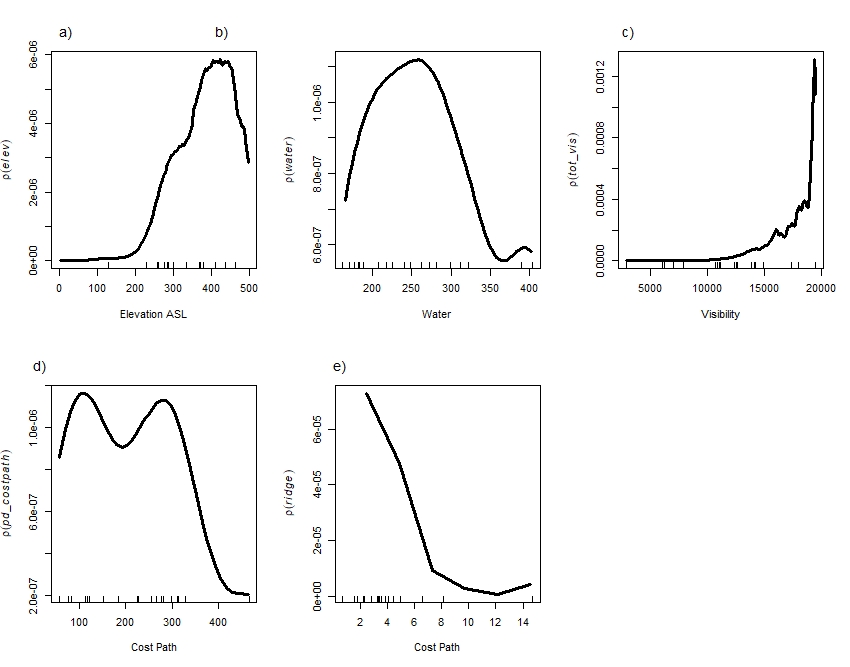 a)
b)
c)
ρ(elev)
0e+00 2e-06 4e-06 6e-06
0 100 200 300 400 500
Elevation ASL
ρ(water)
6.0e-07 8.0e-07 1.0e-06
200 250 300 350 400
Water
ρ(tot_vis)
0.0000 0.0004 0.0008 0.0012
5000 10000 15000 20000
Visibility
d)
e)
ρ(pd_costpath)
2.0e-07 6.0e-07 1.0e-06
100 200 300 400
Cost Path
ρ(ridge)
0e+00 2e-05 4e-05 6e-05
2 4 6 8 10 12 14
Cost Path